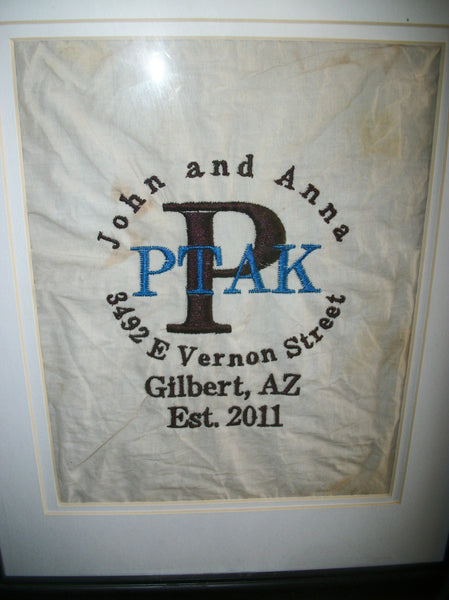 John and Anna
P
PTAK
3492 E Vernon Street
Gilbert, AZ
Est. 2011